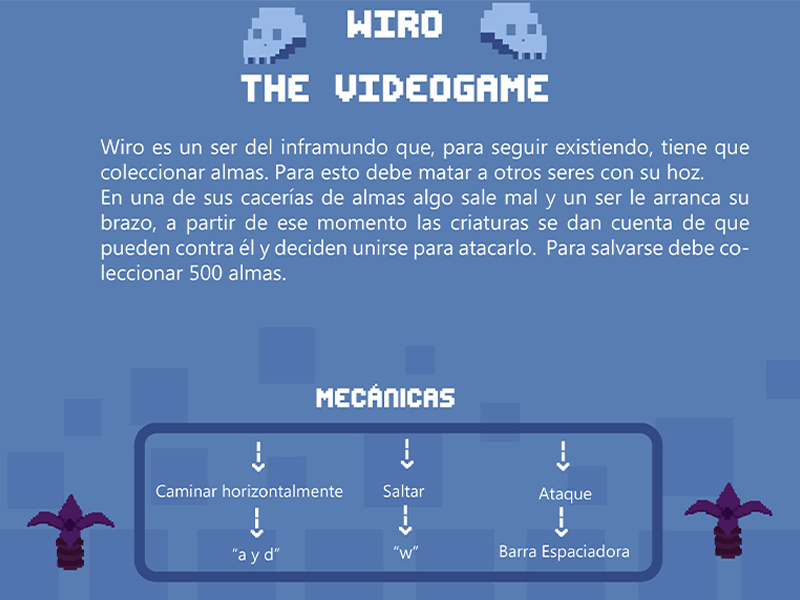 WIRO
THE VIDEOGAME
Wiro es un ser del inframundo que, para seguir existiendo, tiene que
coleccionar almas. Para esto debe matar a otros seres con su hoz.
En una de sus cacerías de almas algo sale mal y un ser le arranca su
brazo, a partir de ese momento las criaturas se dan cuenta de que
pueden contra él y deciden unirse para atacarlo. Para salvarse debe co-
leccionar 500 almas.
MECÁNICAS
Caminar horizontalmente Saltar Ataque
“a y d” “w” Barra Espaciadora